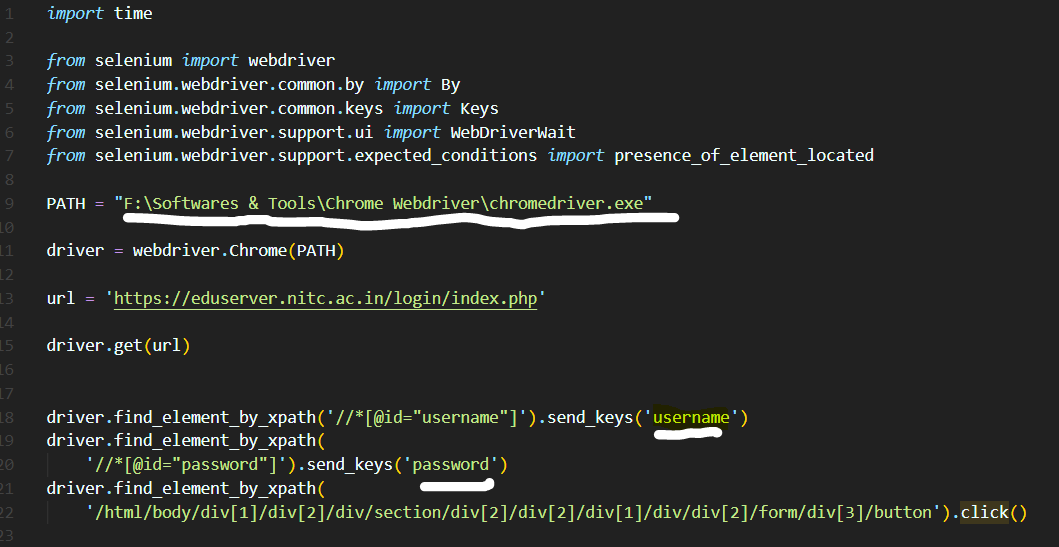 1 import time
2
3 from selenium import webdriver
4 from selenium.webdriver.common.by import By
5 from selenium.webdriver.common.keys import Keys
6 from selenium.webdriver.support.ui import WebDriverWait
7 from selenium.webdriver.support.expected_conditions import presence_of_element_located
8
9 PATH = "F:\Softwares & Tools\Chrome Webdriver\chromedriver.exe"
10
11 driver = webdriver.Chrome(PATH)
12
13 url = 'https://eduserver.nitc.ac.in/login/index.php'
14
15 driver.get(url)
16
17
18 driver.find_element_by_xpath('//*[@id="username"]').send_keys('username')
19 driver.find_element_by_xpath(
20 '//*[@id="password"]').send_keys('password')
21 driver.find_element_by_xpath(
22 '/html/body/div[1]/div[2]/div/section/div[2]/div[2]/div[1]/div/div[2]/form/div[3]/button').click()
23